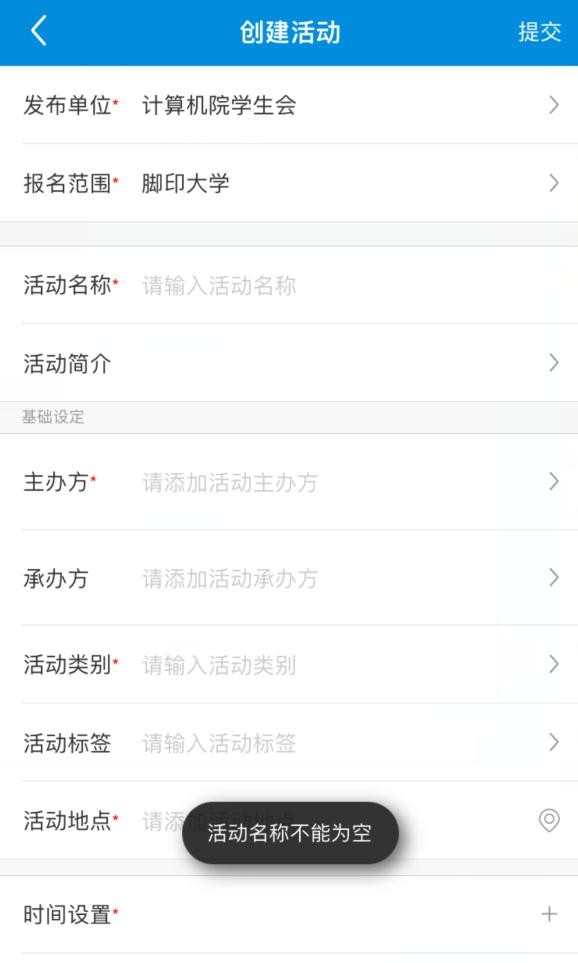 创建活动 提交
发布单位* 计算机院学生会
报名范围* 脚印大学
活动名称* 请输入活动名称
活动简介
基础设定
主办方* 请添加活动主办方
承办方 请添加活动承办方
活动类别* 请输入活动类别
活动标签 请输入活动标签
活动地点* 请添加活动地点
活动名称不能为空
时间设置*